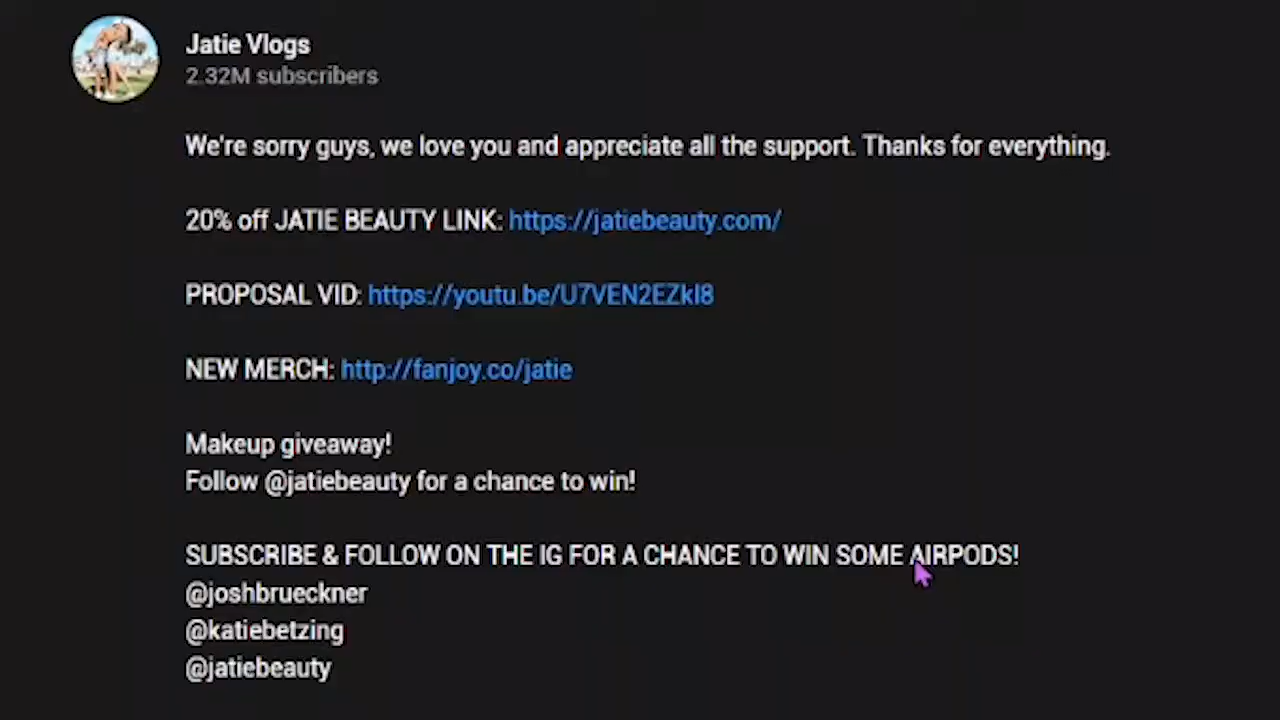 Jatie Vlogs
2.32M subscribers
We're sorry guys, we love you and appreciate all the support. Thanks for everything.
20% off JATIE BEAUTY LINK: https://jatiebeauty.com/
PROPOSAL VID: https://youtu.be/U7VEN2EZkI8
NEW MERCH: http://fanjoy.co/jatie
Makeup giveaway!
Follow @jatiebeauty for a chance to win!
SUBSCRIBE & FOLLOW ON THE IG FOR A CHANCE TO WIN SOME AIRPODS!
@joshbrueckner
@katiebetzing
@jatiebeauty